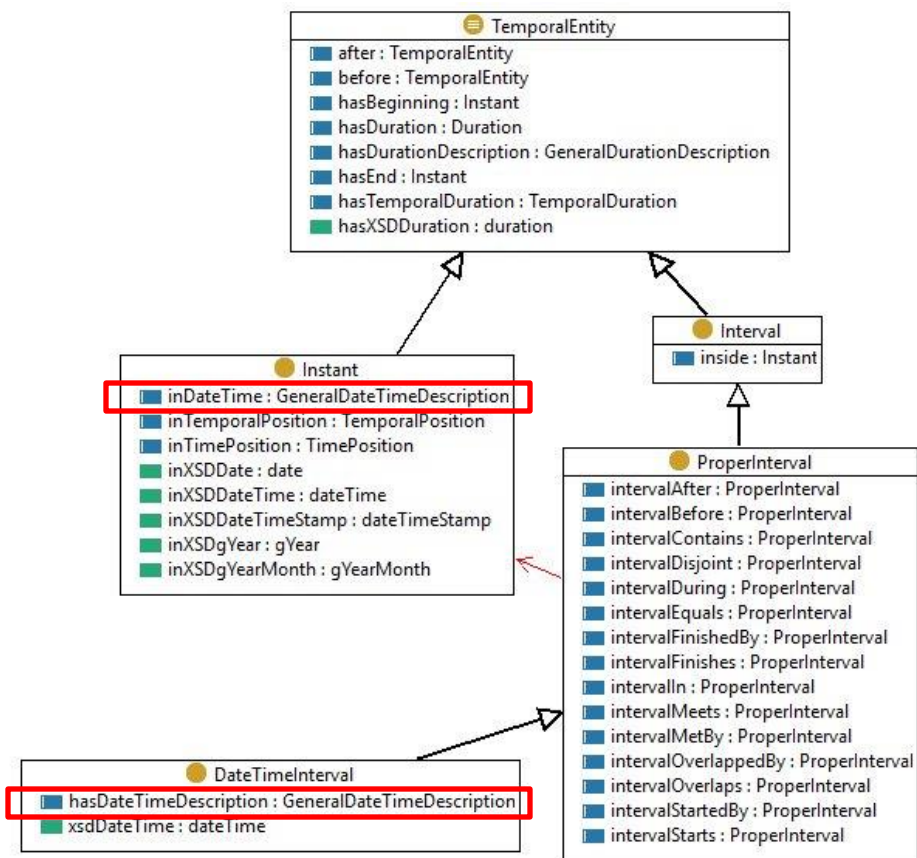 TemporalEntity
after : TemporalEntity
before : TemporalEntity
hasBeginning : Instant
hasDuration : Duration
hasDurationDescription : GeneralDurationDescription
hasEnd : Instant
hasTemporalDuration : TemporalDuration
hasXSDDuration : duration
Interval
inside : Instant
Instant
inDateTime : GeneralDateTimeDescription
inTemporalPosition : TemporalPosition
inTimePosition : TimePosition
inXSDDate : date
inXSDDateTime : dateTime
inXSDDateTimeStamp : dateTimeStamp
inXSDgYear : gYear
inXSDgYearMonth : gYearMonth
ProperInterval
intervalAfter : ProperInterval
intervalBefore : ProperInterval
intervalContains : ProperInterval
intervalDisjoint : ProperInterval
intervalDuring : ProperInterval
intervalEquals : ProperInterval
intervalFinishedBy : ProperInterval
intervalFinishes : ProperInterval
intervalIn : ProperInterval
intervalMeets : ProperInterval
intervalMetBy : ProperInterval
intervalOverlappedBy : ProperInterval
intervalOverlaps : ProperInterval
intervalStartedBy : ProperInterval
intervalStarts : ProperInterval
DateTimeInterval
hasDateTimeDescription : GeneralDateTimeDescription
xsdDateTime : dateTime